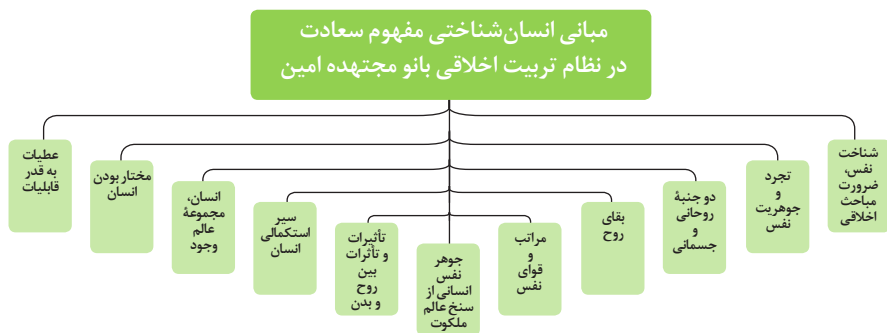 مبانی انسان‌شناختی مفهوم سعادت
در نظام تربیت اخلاقی بانو مجتهده امین
شناخت
نفس،
ضرورت
مباحث
اخلاقی
تجرد
و
جوهریت
نفس
دو جنبۀ
روحانی
و
جسمانی
بقای
روح
مراتب
و
قوای
نفس
جوهر
نفس
انسانی از
سنخ عالم
ملکوت
تأثیرات
و تأثرات
بین
روح
و بدن
سیر
استکمالی
انسان
انسان،
مجموعۀ
عالم
وجود
مختار بودن
انسان
عطیات
به قدر
قابلیات